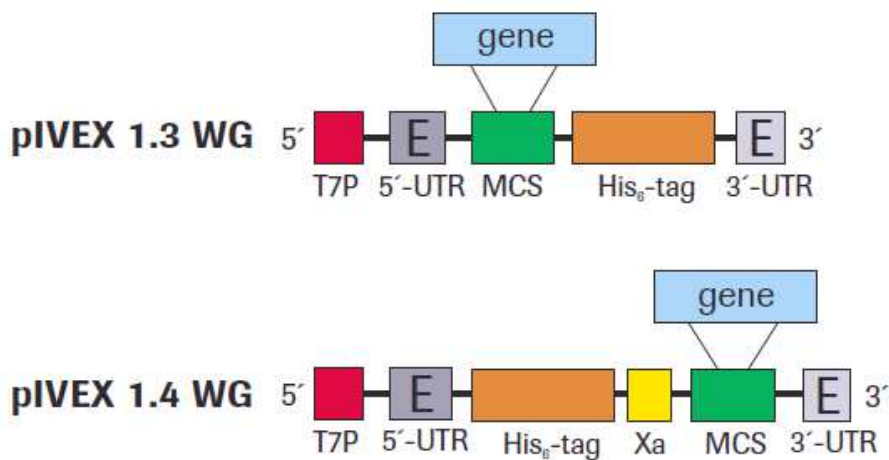 gene
pIVEX 1.3 WG 5´ E E 3´
T7P 5´-UTR MCS His₆-tag 3´-UTR
gene
pIVEX 1.4 WG 5´ E E 3´
T7P 5´-UTR His₆-tag Xa MCS 3´-UTR